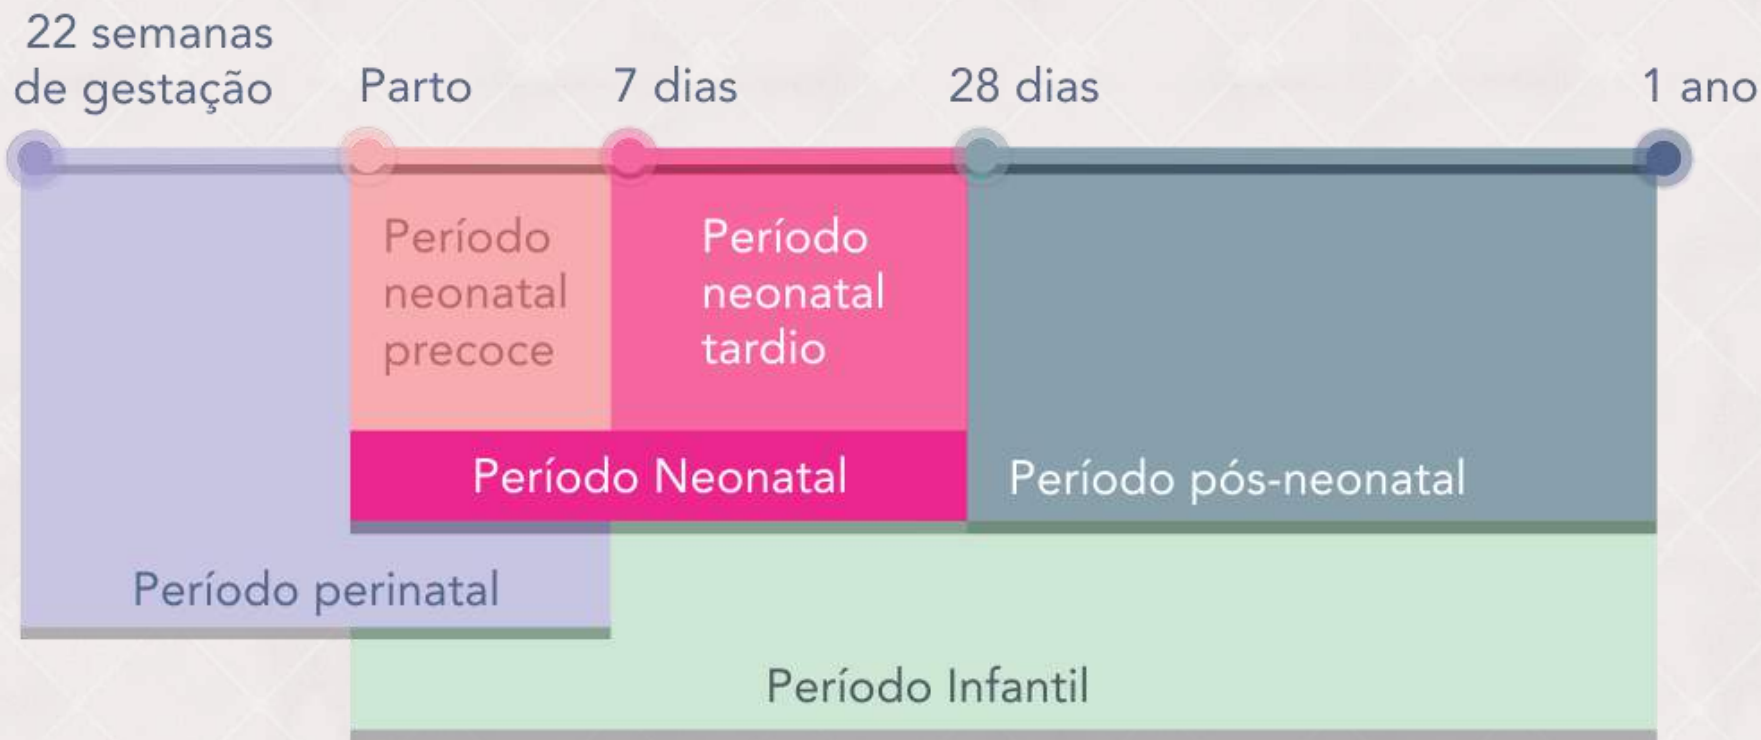 22 semanas
de gestação
Parto
7 dias
28 dias
1 ano
Período
neonatal
precoce
Período
neonatal
tardio
Período Neonatal
Período pós-neonatal
Período perinatal
Período Infantil